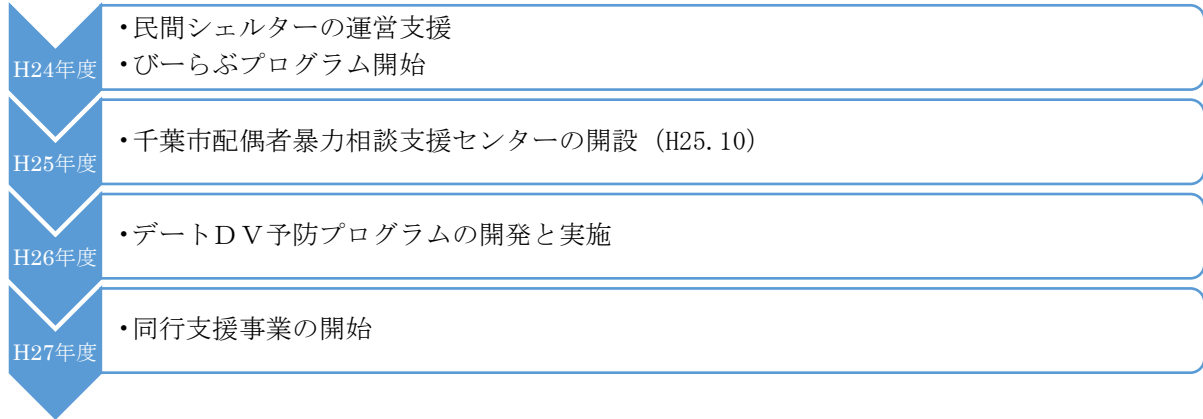 ・民間シェルターの運営支援
・びーらぶプログラム開始
H24年度
・千葉市配偶者暴力相談支援センターの開設 (H25.10)
H25年度
・デートＤＶ予防プログラムの開発と実施
H26年度
・同行支援事業の開始
H27年度